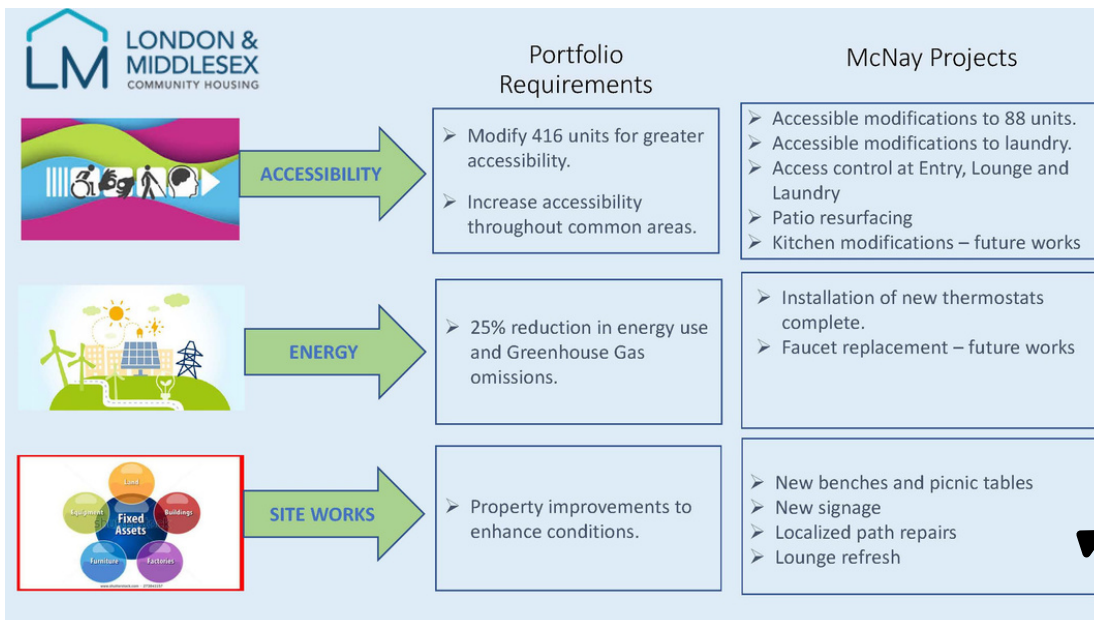 LM
LONDON &
MIDDLESEX
COMMUNITY HOUSING
Portfolio
Requirements
McNay Projects
ACCESSIBILITY
➢ Modify 416 units for greater
accessibility.
➢ Increase accessibility
throughout common areas.
➢ Accessible modifications to 88 units.
➢ Accessible modifications to laundry.
➢ Access control at Entry, Lounge and
Laundry
➢ Patio resurfacing
➢ Kitchen modifications – future works
ENERGY
➢ 25% reduction in energy use
and Greenhouse Gas
omissions.
➢ Installation of new thermostats
complete.
➢ Faucet replacement – future works
Land
Equipment
Buildings
Fixed
Assets
Furniture
Factories
SITE WORKS
➢ Property improvements to
enhance conditions.
➢ New benches and picnic tables
➢ New signage
➢ Localized path repairs
➢ Lounge refresh